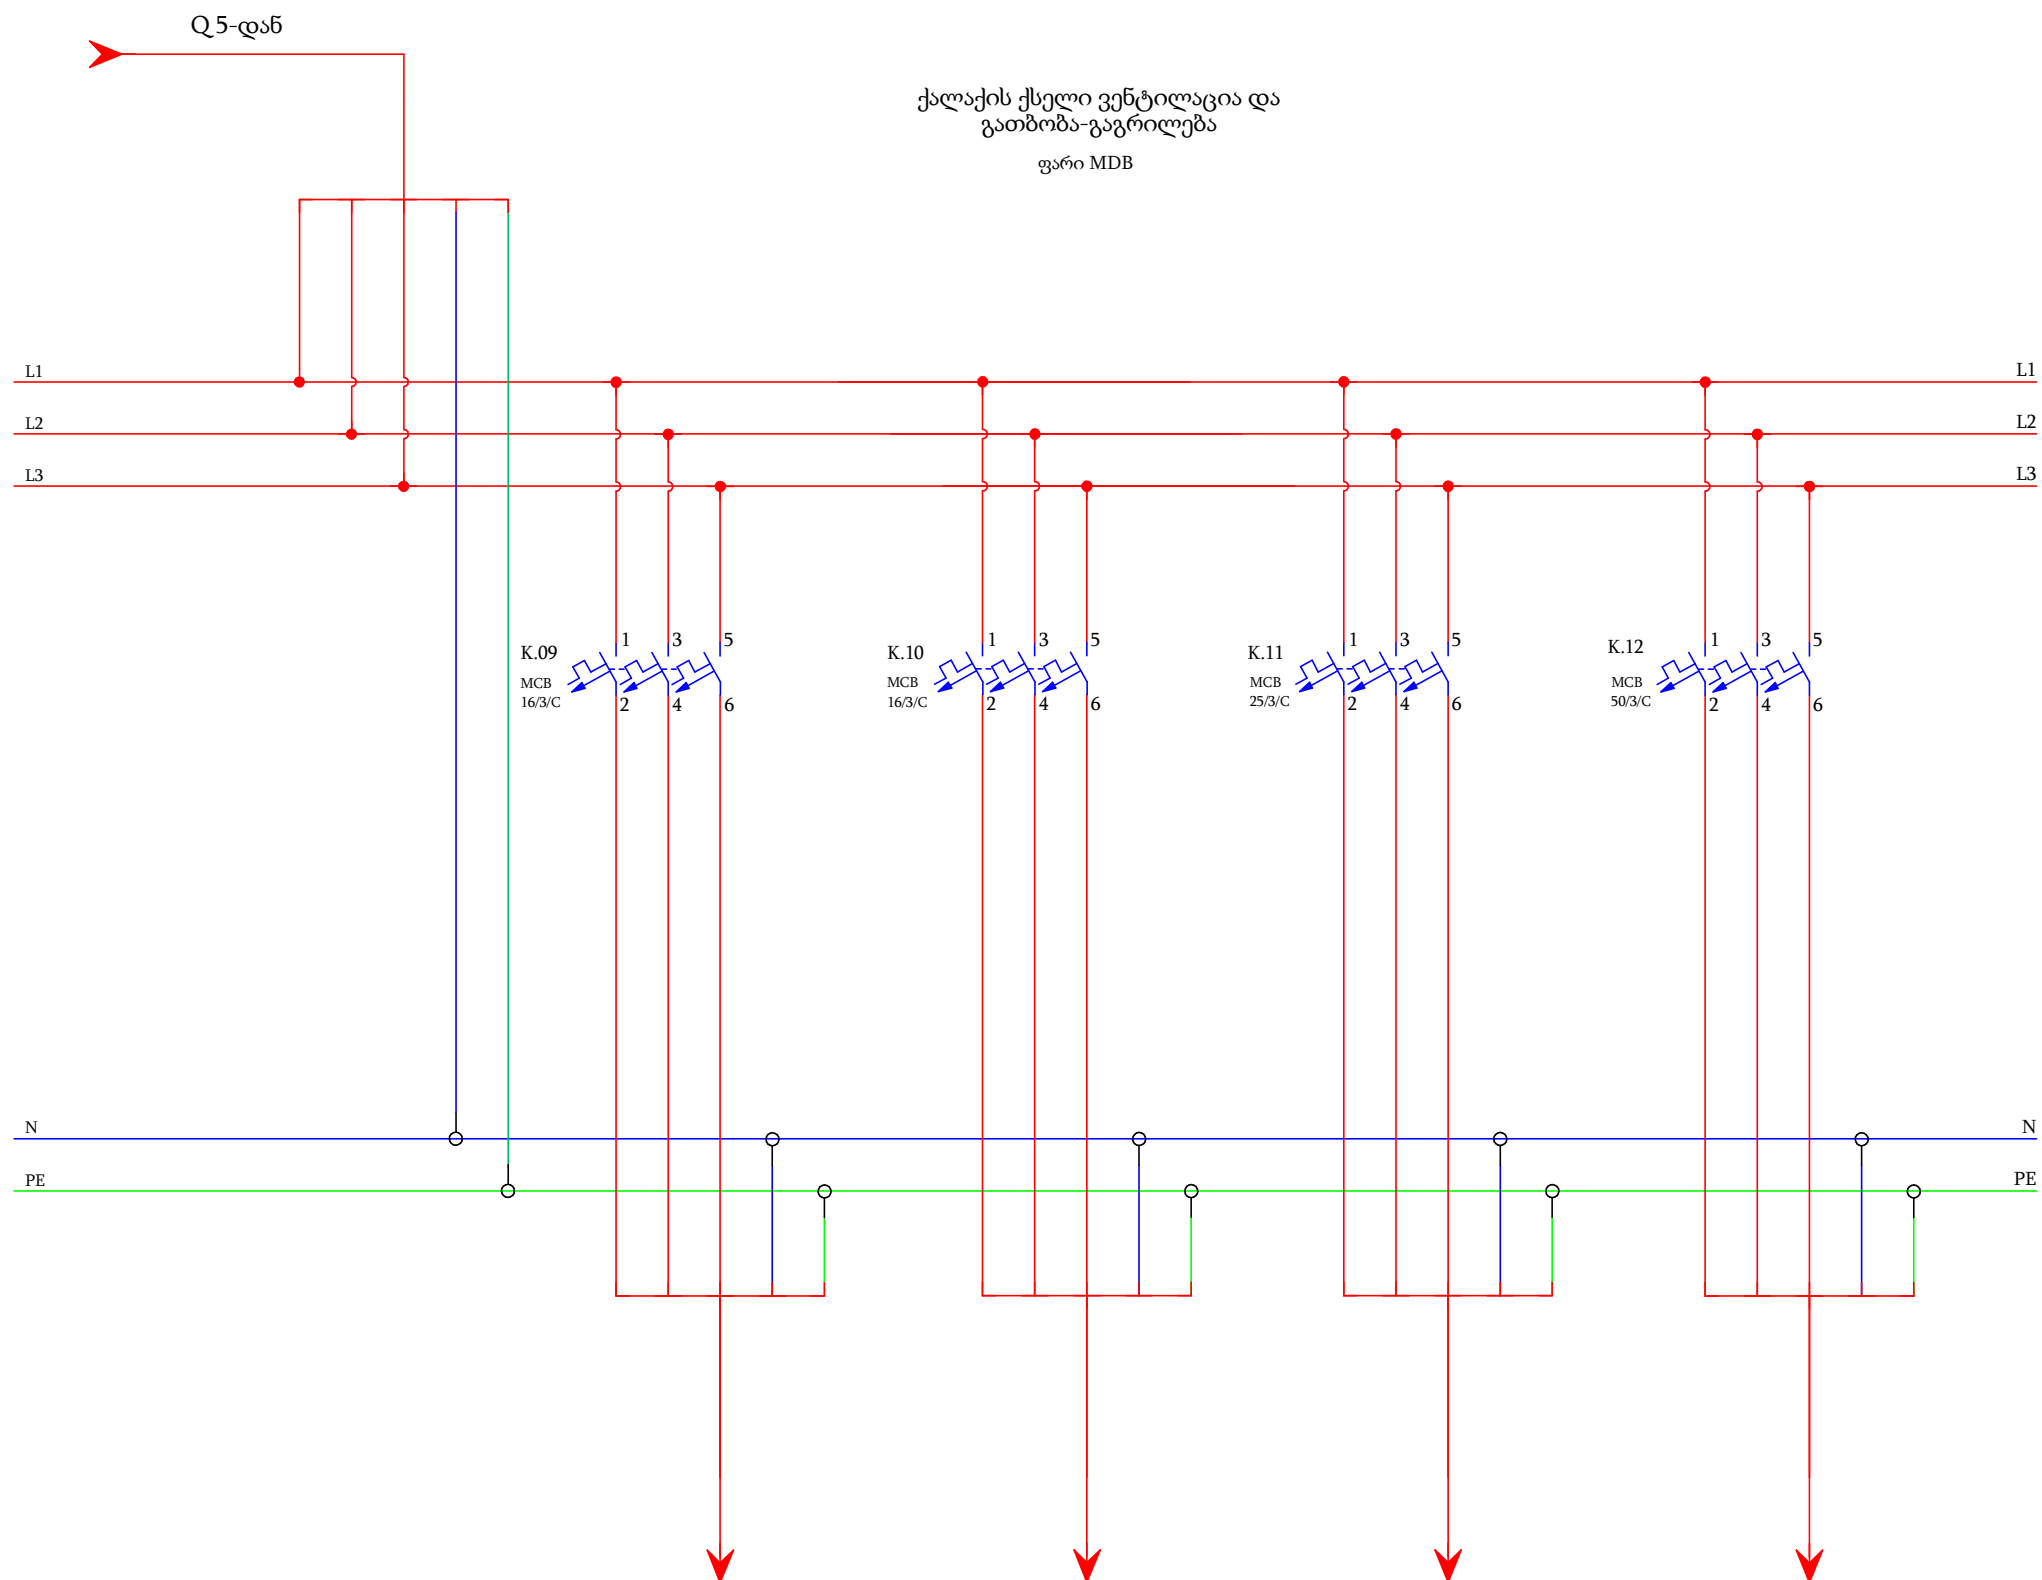 Q 5-დან
ქალაქის ქსელი ვენტილაცია და
გათბობა-გაგრილება
ფარი MDB
L1 L1
L2 L2
L3 L3
K.09 1 3 5
MCB
16/3/C 2 4 6
K.10 1 3 5
MCB
16/3/C 2 4 6
K.11 1 3 5
MCB
25/3/C 2 4 6
K.12 1 3 5
MCB
50/3/C 2 4 6
N N
PE PE